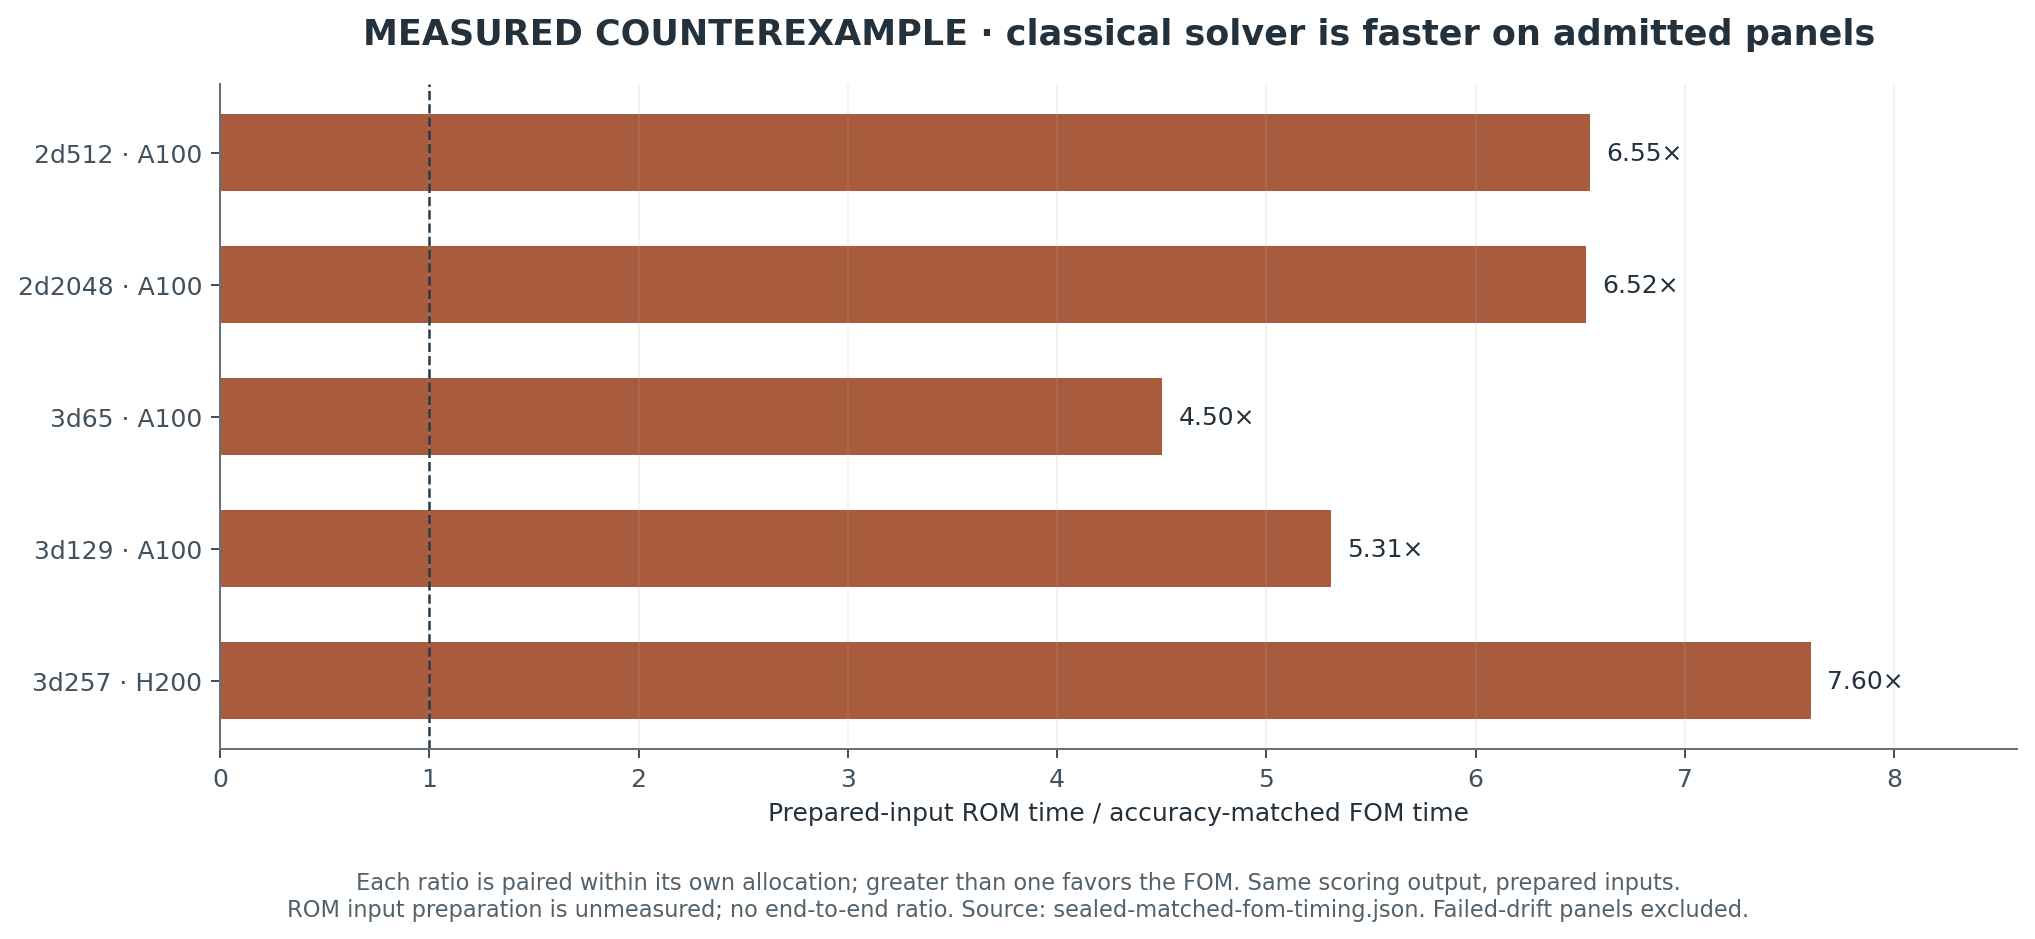 MEASURED COUNTEREXAMPLE · classical solver is faster on admitted panels
2d512 · A100
6.55×
2d2048 · A100
6.52×
3d65 · A100
4.50×
3d129 · A100
5.31×
3d257 · H200
7.60×
0 1 2 3 4 5 6 7 8
Prepared-input ROM time / accuracy-matched FOM time
Each ratio is paired within its own allocation; greater than one favors the FOM. Same scoring output, prepared inputs.
ROM input preparation is unmeasured; no end-to-end ratio. Source: sealed-matched-fom-timing.json. Failed-drift panels excluded.